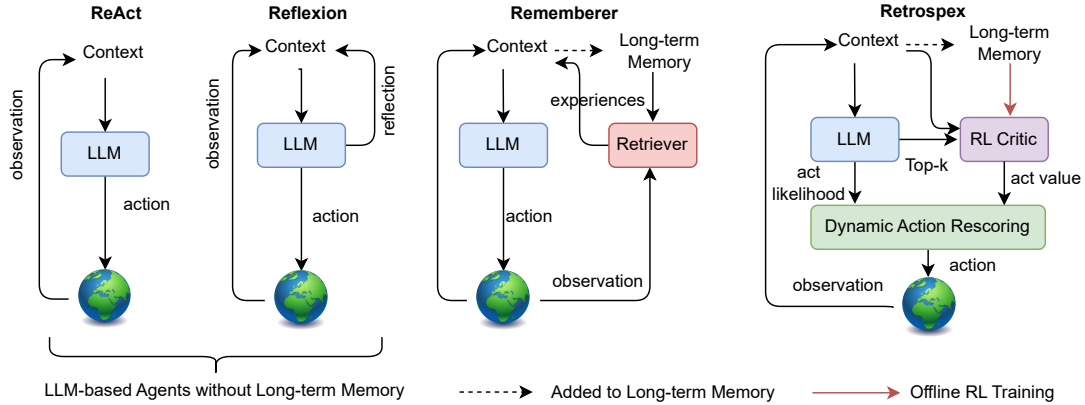 ReAct
Context
observation
LLM
action
Reflexion
Context
observation
reflection
LLM
action
Rememberer
Context
Long-term
Memory
experiences
LLM
Retriever
action
observation
Retrospex
Context
Long-term
Memory
LLM
RL Critic
Top-k
act
likelihood
act value
Dynamic Action Rescoring
action
observation
LLM-based Agents without Long-term Memory
Added to Long-term Memory
Offline RL Training